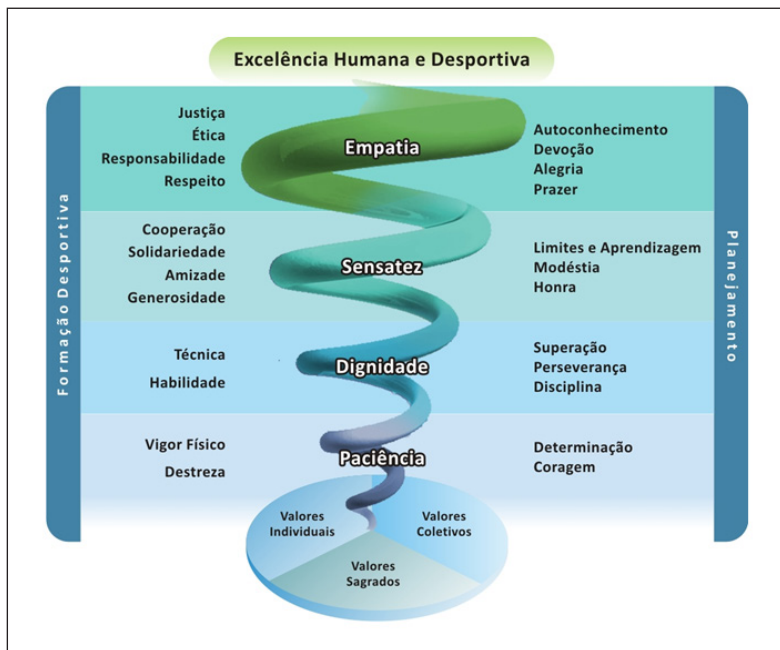 Excelência Humana e Desportiva
Formação Desportiva
Justiça
Ética
Responsabilidade
Respeito
Empatia
Autoconhecimento
Devoção
Alegria
Prazer
Cooperação
Solidariedade
Amizade
Generosidade
Sensatez
Limites e Aprendizagem
Modéstia
Honra
Técnica
Habilidade
Dignidade
Superação
Perseverança
Disciplina
Vigor Físico
Destreza
Paciência
Determinação
Coragem
Planejamento
Valores
Individuais
Valores
Coletivos
Valores
Sagrados